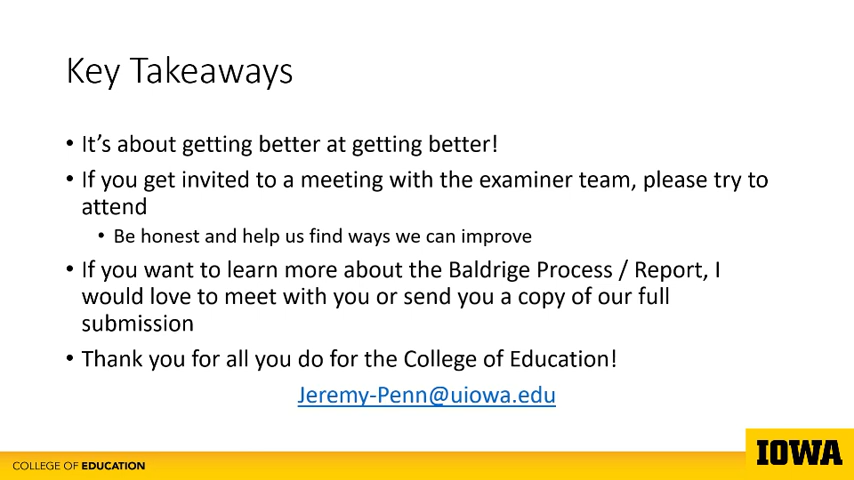 Key Takeaways
• It’s about getting better at getting better!
• If you get invited to a meeting with the examiner team, please try to
attend
• Be honest and help us find ways we can improve
• If you want to learn more about the Baldrige Process / Report, I
would love to meet with you or send you a copy of our full
submission
• Thank you for all you do for the College of Education!
Jeremy-Penn@uiowa.edu
COLLEGE OF EDUCATION
IOWA